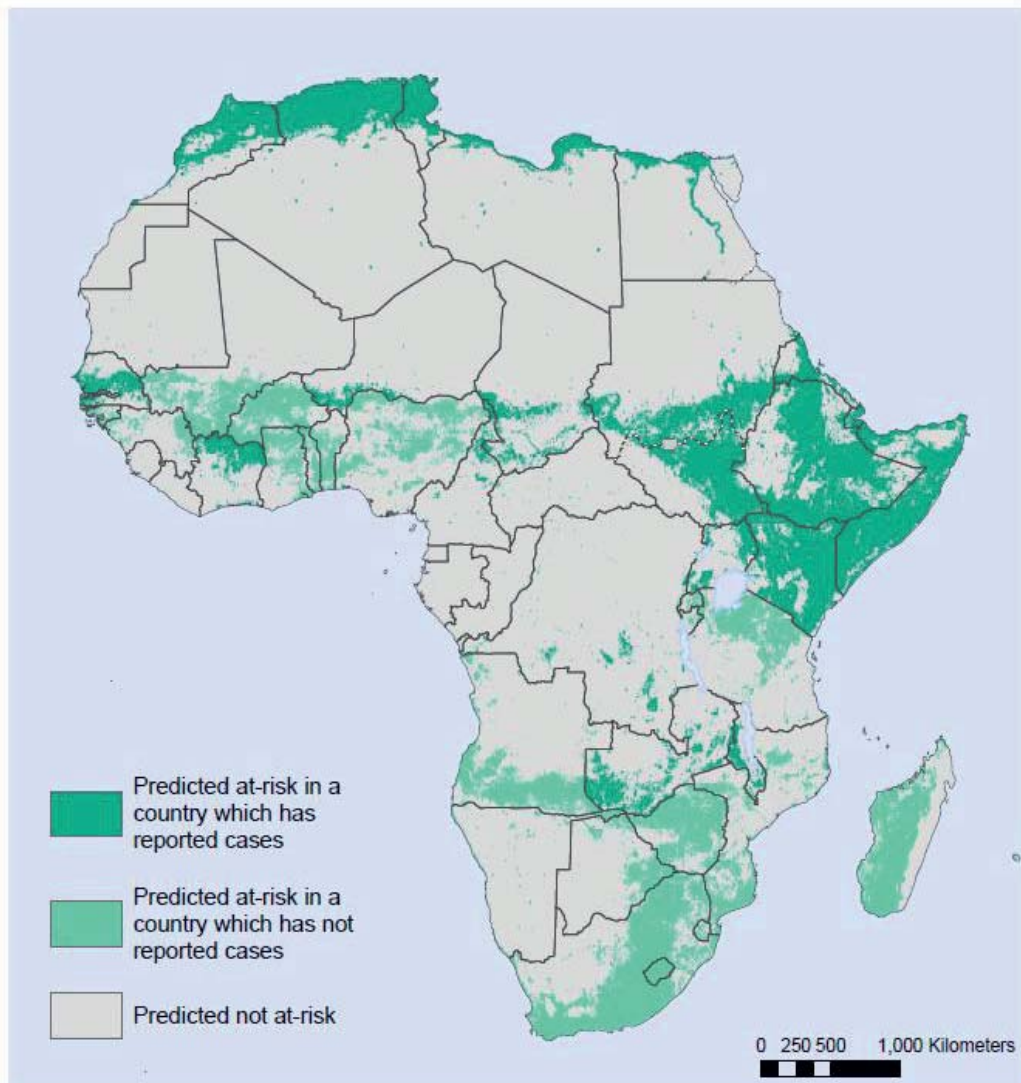 Predicted at-risk in a
country which has
reported cases
Predicted at-risk in a
country which has not
reported cases
Predicted not at-risk
0 250 500 1,000 Kilometers